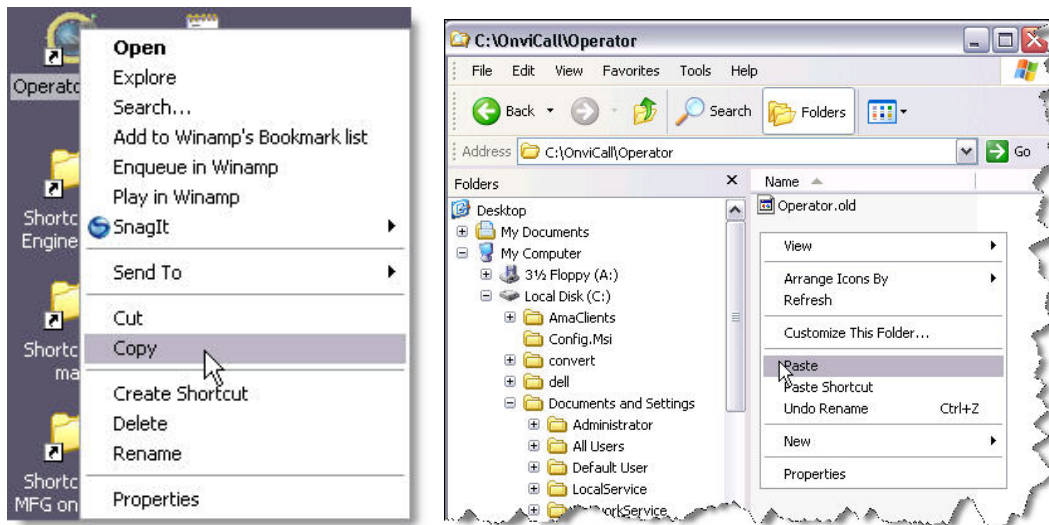 Operato
Shortc
Engine
Shortc
ma
Shortc
MFG on
Open
Explore
Search...
Add to Winamp's Bookmark list
Enqueue in Winamp
Play in Winamp
SnagIt
Send To
Cut
Copy
Create Shortcut
Delete
Rename
Properties
C:\OnviCall\Operator
File Edit View Favorites Tools Help
Back Search Folders
Address C:\OnviCall\Operator Go
Folders
Desktop
My Documents
My Computer
3½ Floppy (A:)
Local Disk (C:)
AmaClients
Config.Msi
convert
dell
Documents and Settings
Administrator
All Users
Default User
LocalService
Name
Operator.old
View
Arrange Icons By
Refresh
Customize This Folder...
Paste
Paste Shortcut
Undo Rename Ctrl+Z
New
Properties